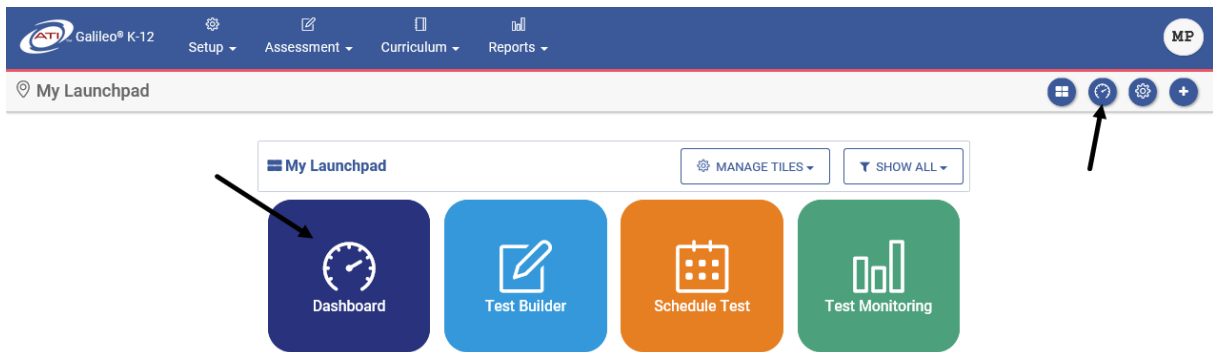 ATI Galileo® K-12
Setup
Assessment
Curriculum
Reports
MP
My Launchpad
My Launchpad
MANAGE TILES
SHOW ALL
Dashboard
Test Builder
Schedule Test
Test Monitoring